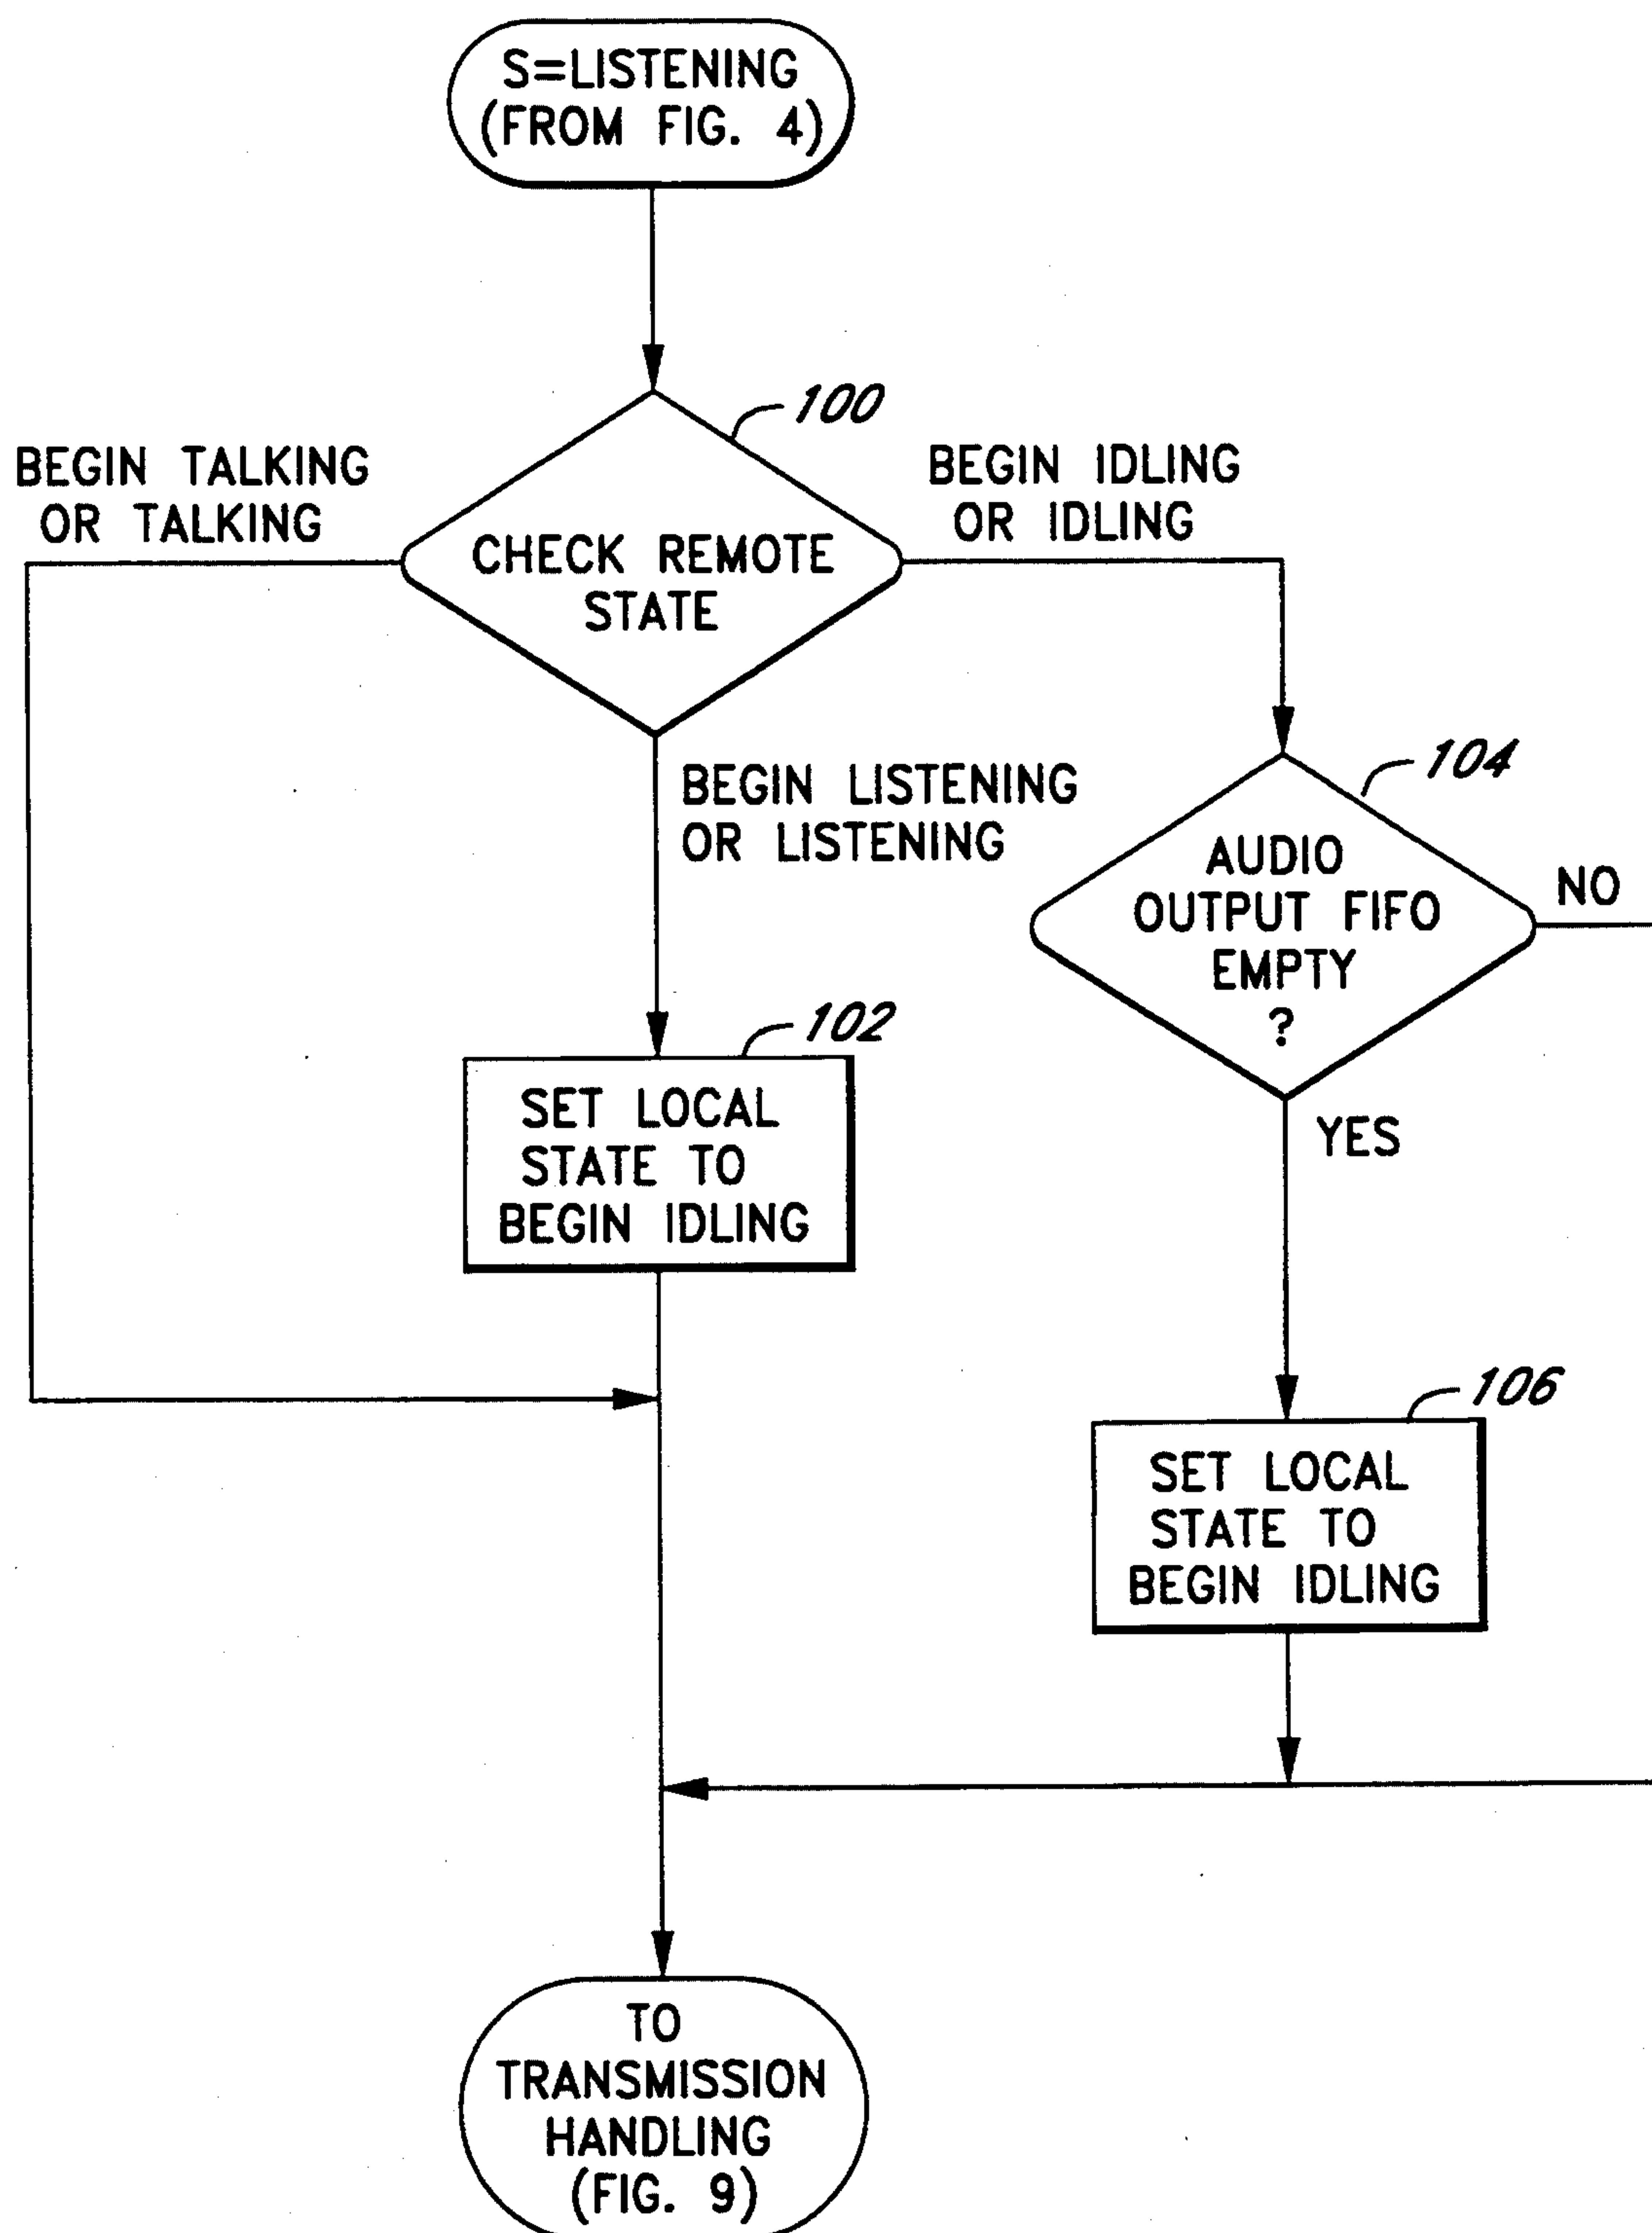 S=LISTENING
(FROM FIG. 4)
100
BEGIN TALKING
OR TALKING
BEGIN IDLING
OR IDLING
CHECK REMOTE
STATE
104
BEGIN LISTENING
OR LISTENING
AUDIO
OUTPUT FIFO
EMPTY
?
NO
102
YES
SET LOCAL
STATE TO
BEGIN IDLING
106
SET LOCAL
STATE TO
BEGIN IDLING
TO
TRANSMISSION
HANDLING
(FIG. 9)